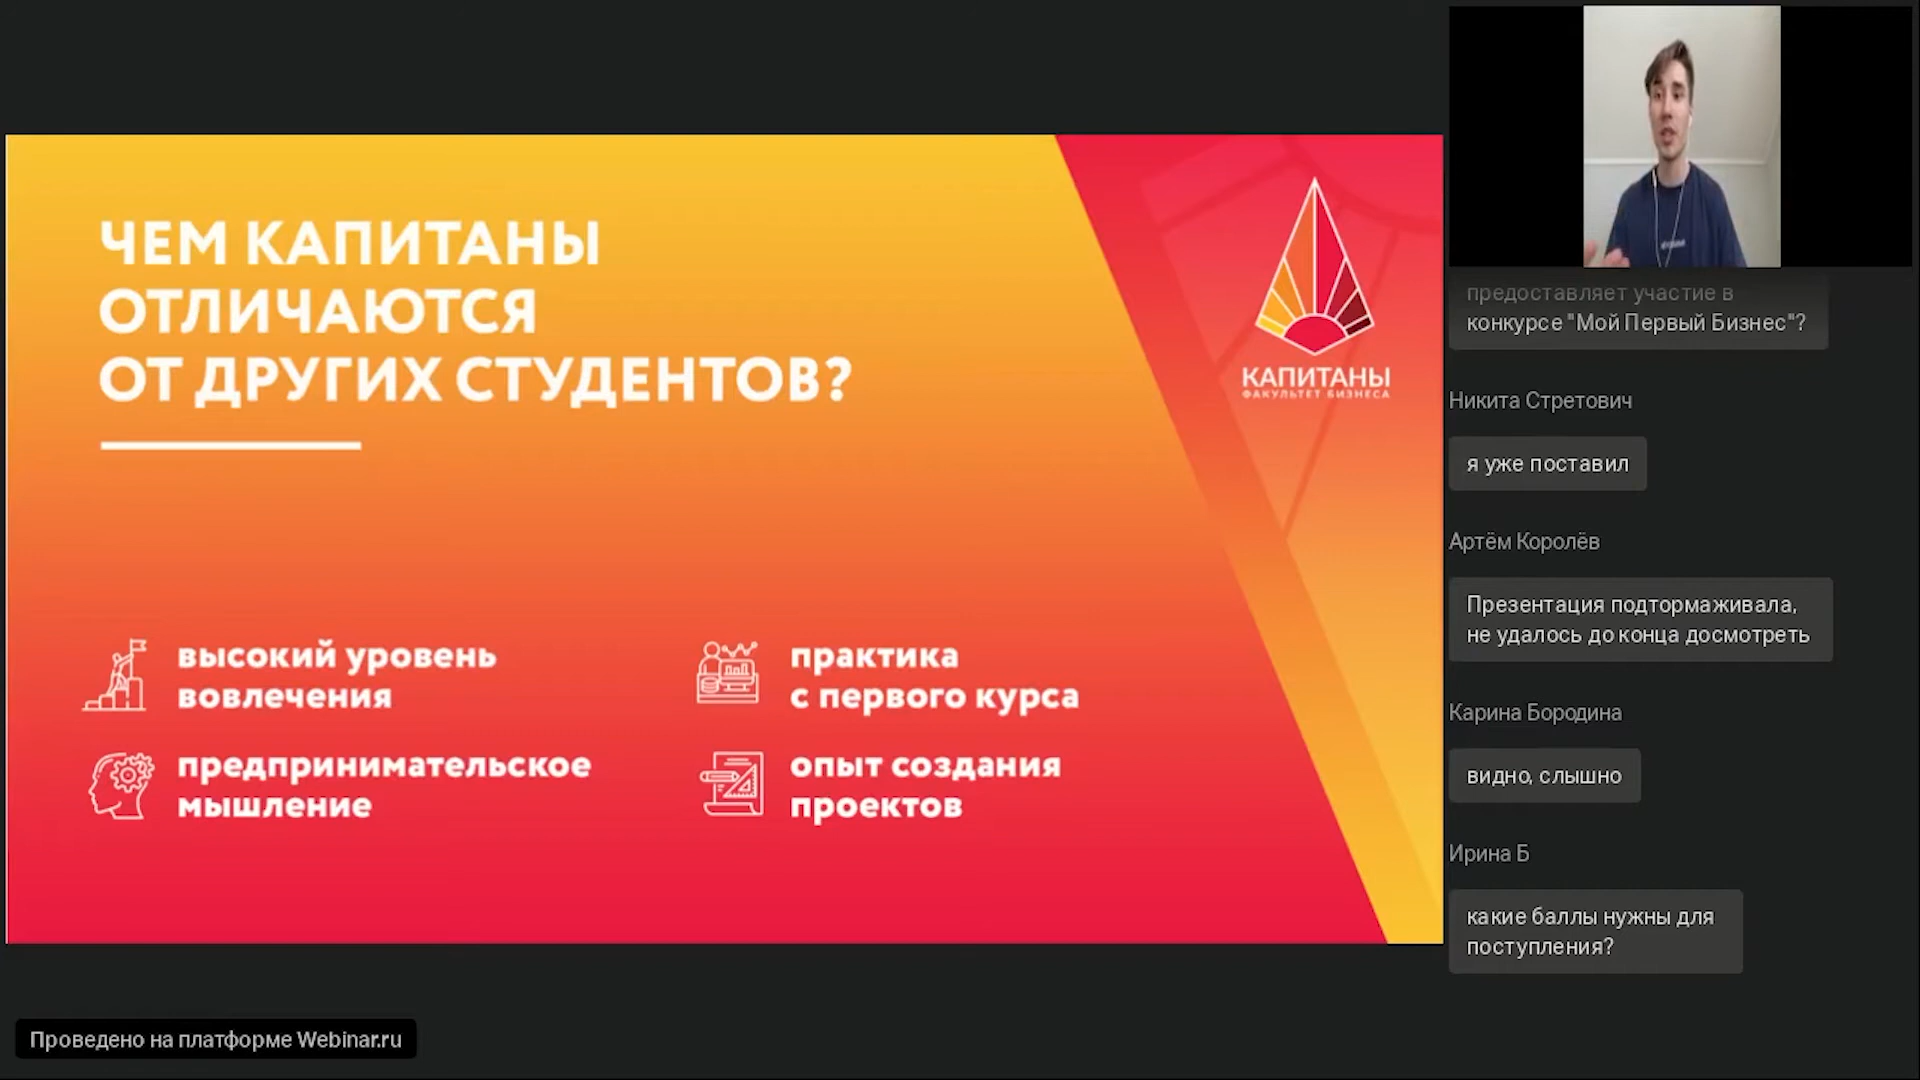 ЧЕМ КАПИТАНЫ
ОТЛИЧАЮТСЯ
ОТ ДРУГИХ СТУДЕНТОВ?
КАПИТАНЫ
ФАКУЛЬТЕТ БИЗНЕСА
высокий уровень
вовлечения
практика
с первого курса
предпринимательское
мышление
опыт создания
проектов
предоставляет участие в
конкурсе "Мой Первый Бизнес"?
Никита Стретович
я уже поставил
Артём Королёв
Презентация подтормаживала,
не удалось до конца досмотреть
Карина Бородина
видно, слышно
Ирина Б
какие баллы нужны для
поступления?
Проведено на платформе Webinar.ru